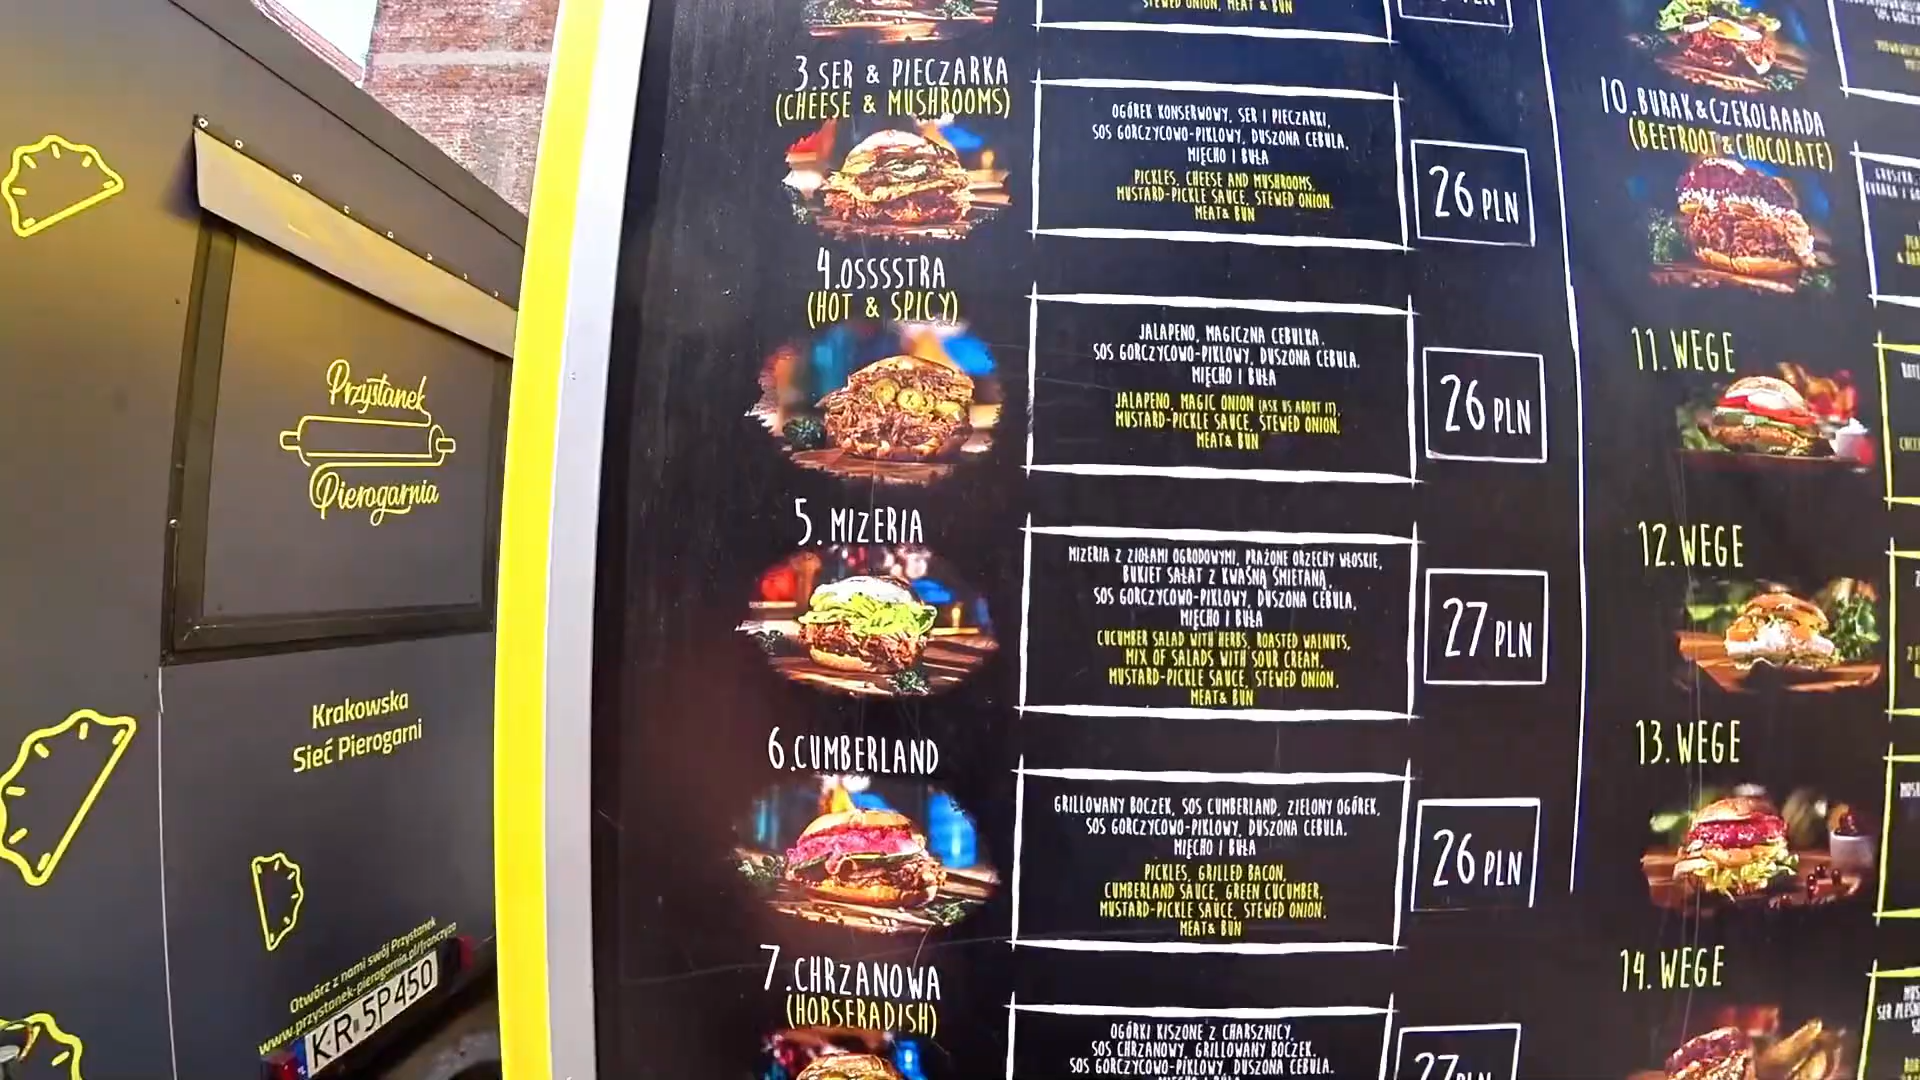 Przystanek
Pierogarnia
Krakowska
Sieć Pierogarni
Otwórz z nami swój Przystanek
www.przystanek-pierogarnia.pl/franczyza
KR 5P450
STEWED ONION, MEAT & BUN
3.SER & PIECZARKA
(CHEESE & MUSHROOMS)
OGÓREK KONSERWOWY, SER I PIECZARKI,
SOS GORCZYCOWO-PIKLOWY, DUSZONA CEBULA,
MIĘCHO I BUŁA
PICKLES, CHEESE AND MUSHROOMS,
MUSTARD-PICKLE SAUCE, STEWED ONION.
MEAT& BUN
26 PLN
4.OSSSSTRA
(HOT & SPICY)
JALAPENO, MAGICZNA CEBULKA.
SOS GORCZYCOWO-PIKLOWY, DUSZONA CEBULA.
MIĘCHO I BUŁA
JALAPENO, MAGIC ONION (ASK US ABOUT IT),
MUSTARD-PICKLE SAUCE, STEWED ONION.
MEAT& BUN
26 PLN
5. MIZERIA
MIZERIA Z ZIOŁAMI OGRODOWYMI, PRAŻONE ORZECHY WŁOSKIE,
BUKIET SAŁAT Z KWAŚNĄ ŚMIETANĄ,
SOS GORCZYCOWO-PIKLOWY, DUSZONA CEBULA,
MIĘCHO I BUŁA
CUCUMBER SALAD WITH HERBS, ROASTED WALNUTS,
MIX OF SALADS WITH SOUR CREAM,
MUSTARD-PICKLE SAUCE, STEWED ONION.
MEAT& BUN
27 PLN
6.CUMBERLAND
GRILLOWANY BOCZEK, SOS CUMBERLAND, ZIELONY OGÓREK,
SOS GORCZYCOWO-PIKLOWY, DUSZONA CEBULA.
MIĘCHO I BUŁA
PICKLES, GRILLED BACON,
CUMBERLAND SAUCE, GREEN CUCUMBER,
MUSTARD-PICKLE SAUCE, STEWED ONION.
MEAT& BUN
26 PLN
7.CHRZANOWA
(HORSERADISH)
OGÓRKI KISZONE Z CHARSZNICY,
SOS CHRZANOWY, GRILLOWANY BOCZEK.
SOS GORCZYCOWO-PIKLOWY, DUSZONA CEBULA.
27 PLN
10.BURAK&CZEKOLAAADA
(BEETROOT & CHOCOLATE)
11.WEGE
12.WEGE
13.WEGE
14.WEGE